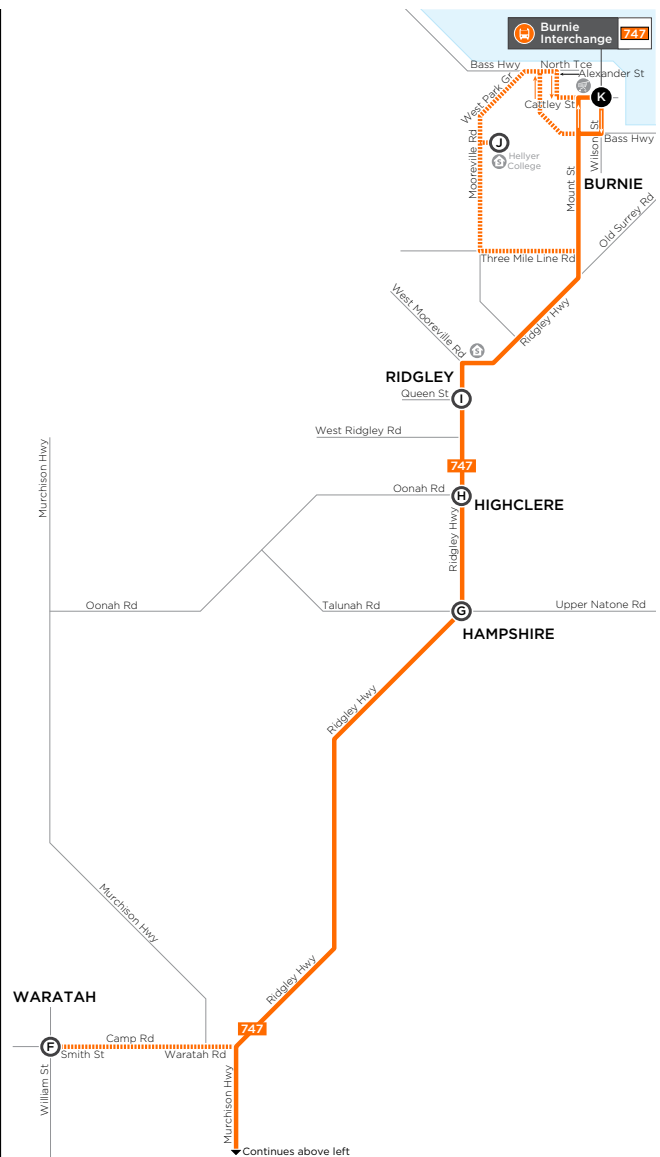 Burnie
Interchange
747
Bass Hwy
North Tce
Alexander St
West Park Gr
Cattley St
K
Mooreville Rd
J
Hellyer
College
S
Wilson St
Bass Hwy
Mount St
BURNIE
Old Surrey Rd
Three Mile Line Rd
West Mooreville Rd
Ridgley Hwy
S
RIDGLEY
Queen St
I
West Ridgley Rd
Murchison Hwy
747
Oonah Rd
H
HIGHCLERE
Ridgley Hwy
Oonah Rd
Talunah Rd
G
Upper Natone Rd
HAMPSHIRE
Ridgley Hwy
Murchison Hwy
Ridgley Hwy
WARATAH
747
Camp Rd
F
Smith St
Waratah Rd
William St
Murchison Hwy
Continues above left